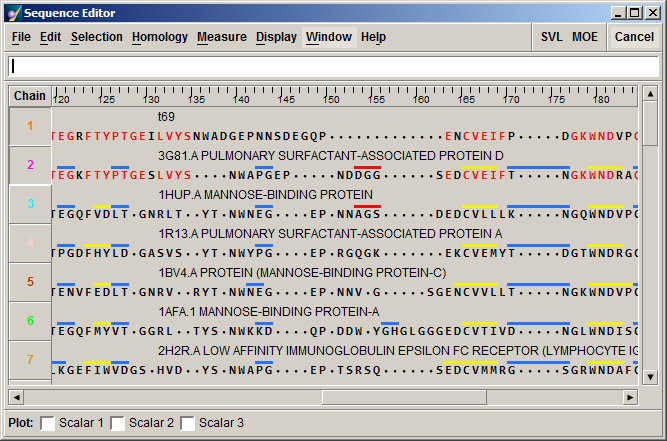 Sequence Editor
File Edit Selection Homology Measure Display Window Help SVL MOE Cancel
Chain 120 125 130 135 140 145 150 155 160 165 170 175 180
t69
1 TEGRFTYPTGEILVYSNWADGEPNNSDEGQP············ENCVEIFP·····DGKWNDVPC
3G81.A PULMONARY SURFACTANT-ASSOCIATED PROTEIN D
2 TEGKFTYPTGESLVYS··NWAPGEP····NDDGG······SEDCVEIFT·····NGKWNDRAC
1HUP.A MANNOSE-BINDING PROTEIN
3 TEGQFVDLT·GNRLT··YT·NWNEG···EP·NNAGS·····DEDCVLLLK·····NGQWNDVPC
1R13.A PULMONARY SURFACTANT-ASSOCIATED PROTEIN A
4 TPGDFHYLD·GASVS··YT·NWYPG···EP·RGQGK·····EKCVEMYT·····DGTWNDRGC
1BV4.A PROTEIN (MANNOSE-BINDING PROTEIN-C)
5 TENVFEDLT·GNRV··RYT·NWNEG···EP·NNV·G·····SGENCVVLLT·····NGKWNDVPC
1AFA.1 MANNOSE-BINDING PROTEIN-A
6 TEGQFMYVT·GGRL··TYS·NWKKD···QP·DDW·YGHGLGGGEDCVTIVD·····NGLWNDISC
2H2R.A LOW AFFINITY IMMUNOGLOBULIN EPSILON FC RECEPTOR (LYMPHOCYTE IG
7 LKGEFIWVDGS·HVD··YS·NWAPG···EP·TSRSQ·····SEDCVMMRG·····SGRWNDAFC
Plot: Scalar 1 Scalar 2 Scalar 3